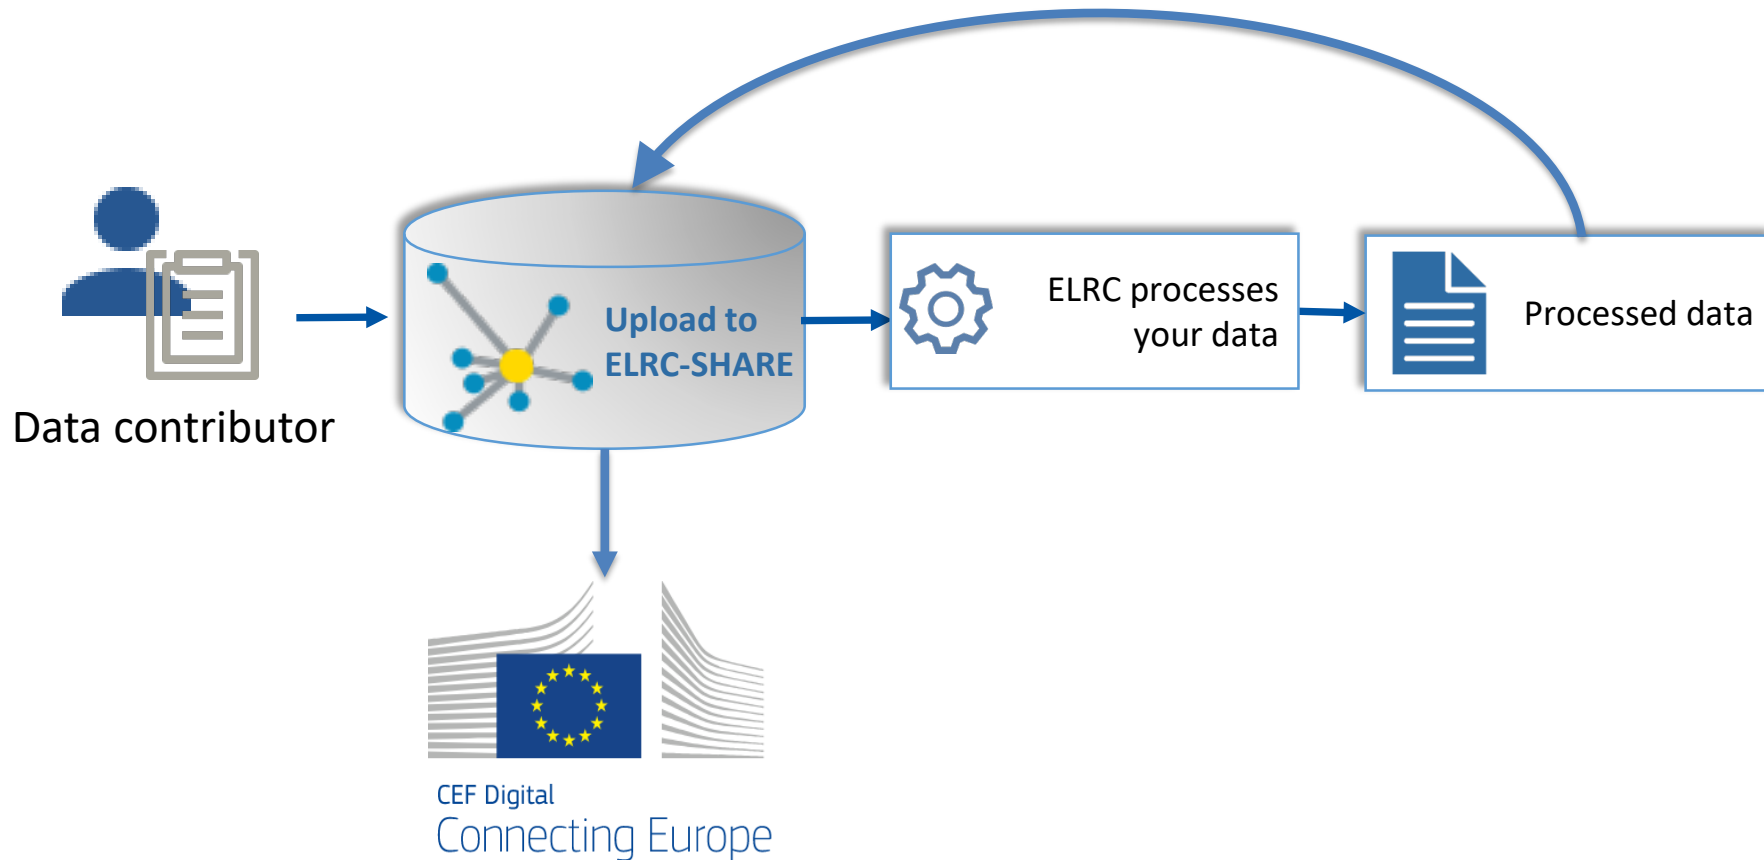 Data contributor
Upload to
ELRC-SHARE
ELRC processes
your data
Processed data
CEF Digital
Connecting Europe